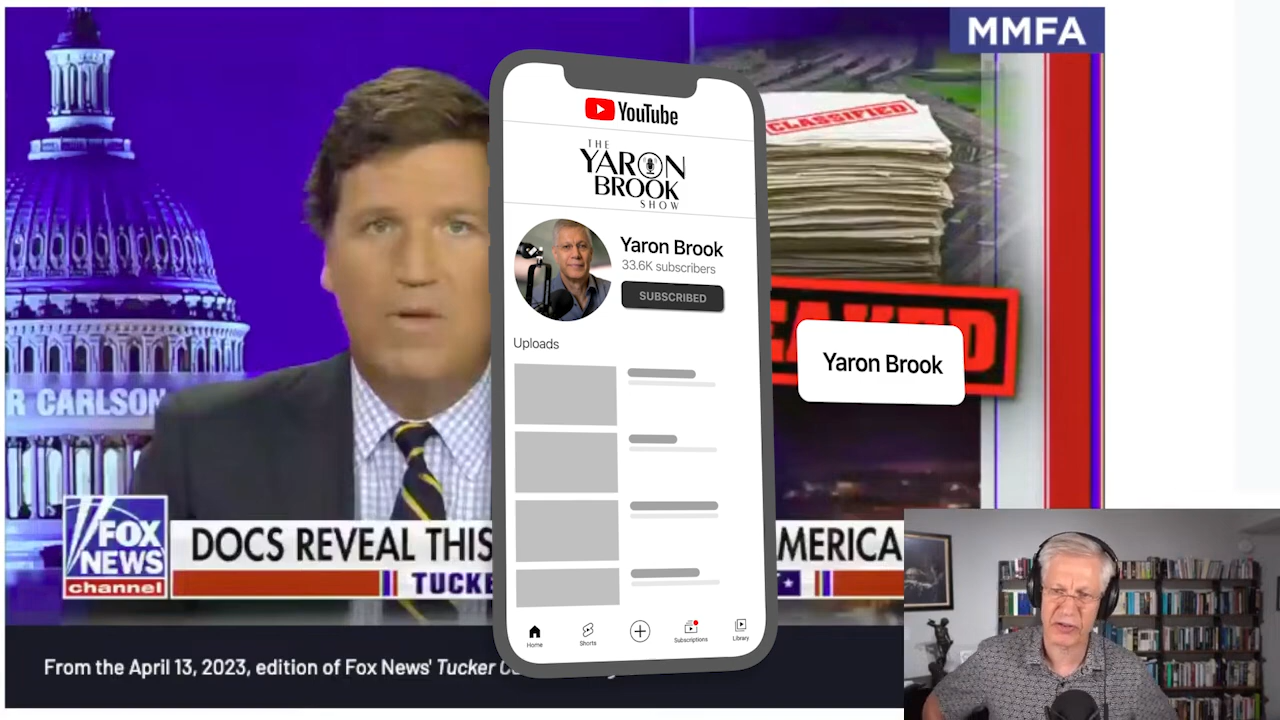 MMFA
CLASSIFIED
YouTube
THE
YARON
BROOK
SHOW
Yaron Brook
33.6K subscribers
SUBSCRIBED
Uploads
Yaron Brook
R CARLSON
FOX
NEWS
channel
DOCS REVEAL THIS
MERICA
TUCKE
Home
Shorts
Subscriptions
Library
From the April 13, 2023, edition of Fox News' Tucker